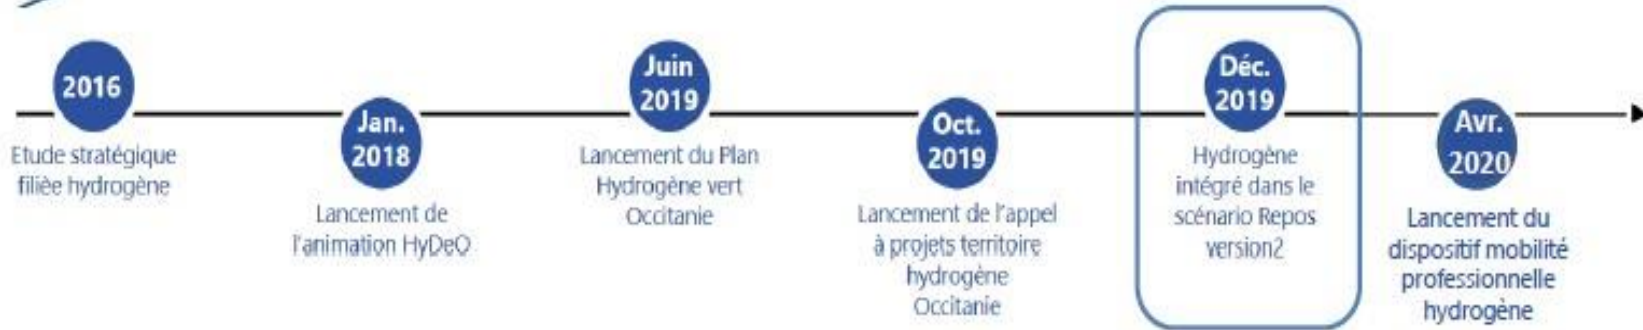 2016
Etude stratégique
filièe hydrogène
Jan.
2018
Lancement de
l'animation HyDeO
Juin
2019
Lancement du Plan
Hydrogène vert
Occitanie
Oct.
2019
Lancement de l'appel
à projets territoire
hydrogène
Occitanie
Déc.
2019
Hydrogène
intégré dans le
scénario Repos
version2
Avr.
2020
Lancement du
dispositif mobilité
professionnelle
hydrogène